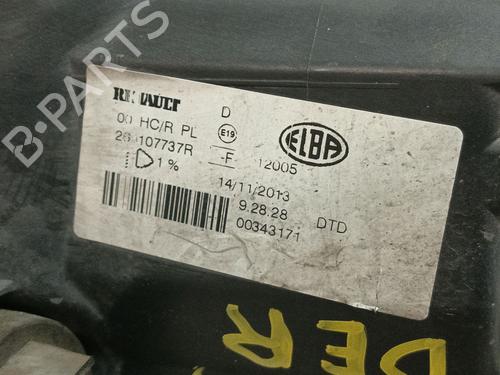 B-PARTS
RENAULT D
00 HC/R PL E19 ELBA
107737R -F 12005
1 %
14/11/2013
9.28.28 DTD
00343171
DER